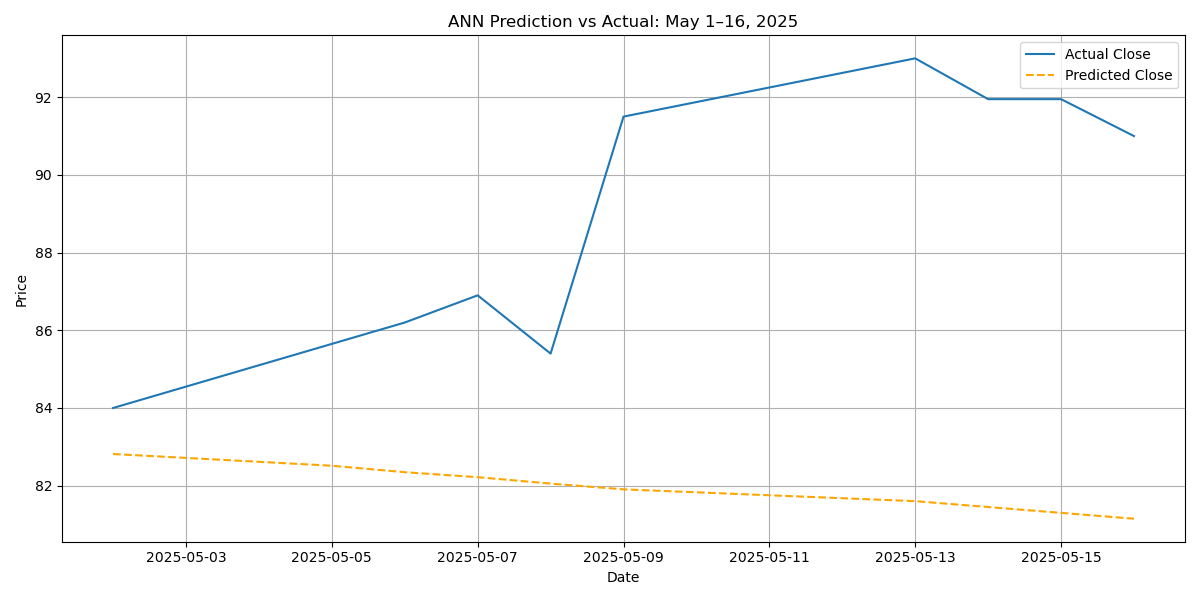 ANN Prediction vs Actual: May 1–16, 2025
Actual Close
Predicted Close
92
90
88
86
84
82
Price
2025-05-03 2025-05-05 2025-05-07 2025-05-09 2025-05-11 2025-05-13 2025-05-15
Date